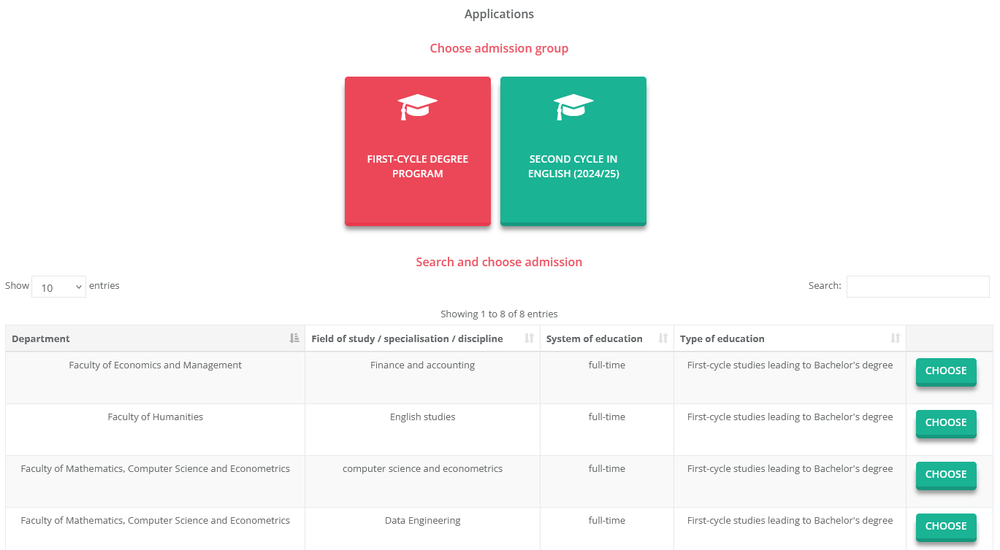 Applications
Choose admission group
FIRST-CYCLE DEGREE
PROGRAM
SECOND CYCLE IN
ENGLISH (2024/25)
Search and choose admission
Show 10 entries
Search:
Showing 1 to 8 of 8 entries
Department Field of study / specialisation / discipline System of education Type of education
Faculty of Economics and Management Finance and accounting full-time First-cycle studies leading to Bachelor's degree CHOOSE
Faculty of Humanities English studies full-time First-cycle studies leading to Bachelor's degree CHOOSE
Faculty of Mathematics, Computer Science and Econometrics computer science and econometrics full-time First-cycle studies leading to Bachelor's degree CHOOSE
Faculty of Mathematics, Computer Science and Econometrics Data Engineering full-time First-cycle studies leading to Bachelor's degree CHOOSE